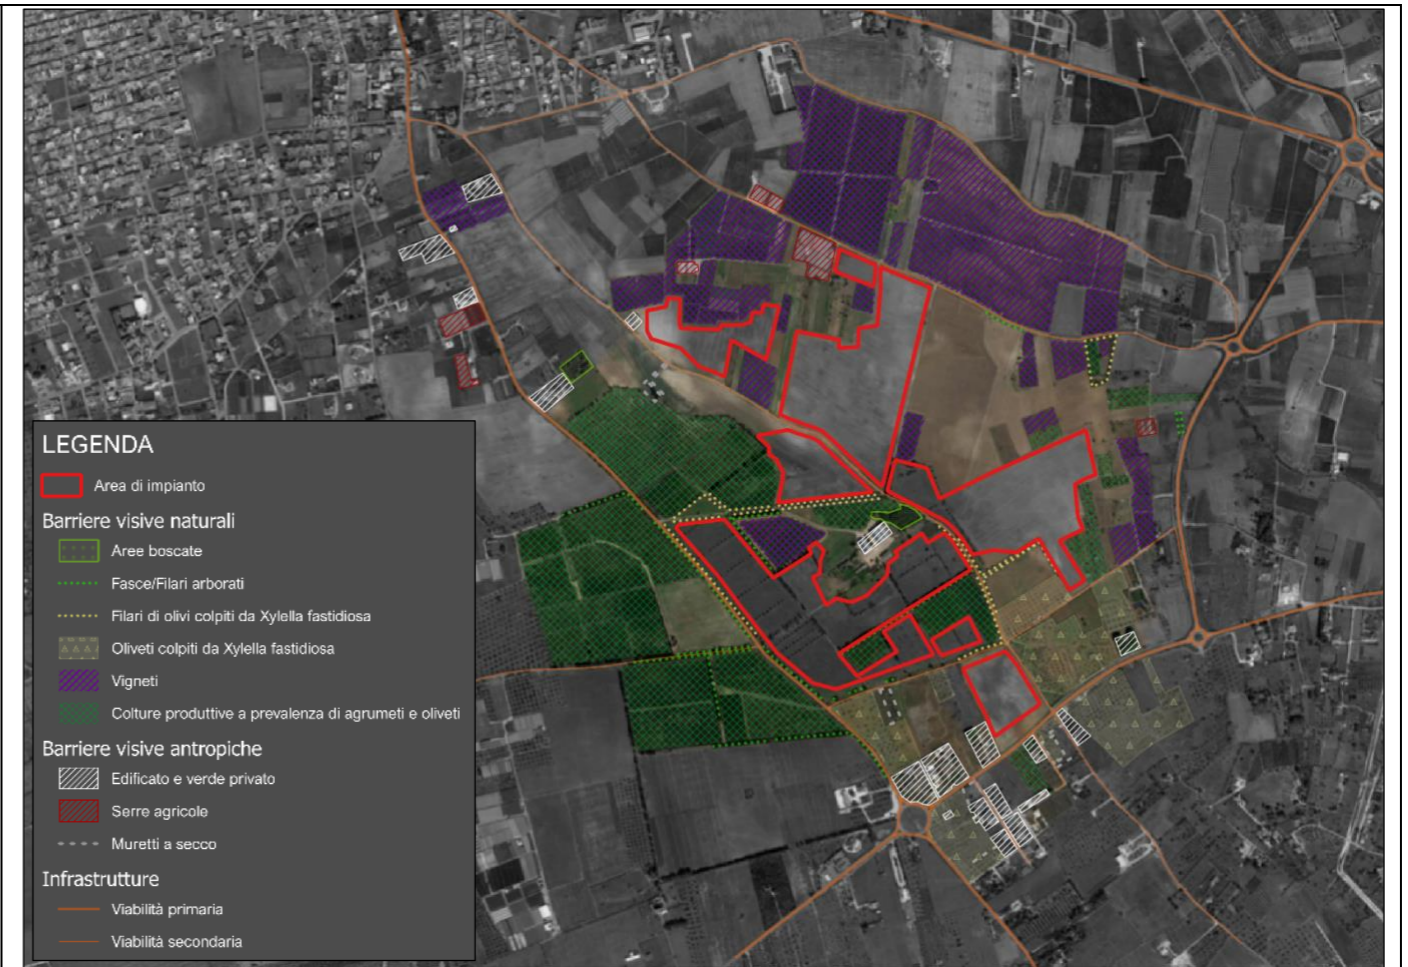 LEGENDA
Area di impianto
Barriere visive naturali
Aree boscate
Fasce/Filari arborati
Filari di olivi colpiti da Xylella fastidiosa
Oliveti colpiti da Xylella fastidiosa
Vigneti
Colture produttive a prevalenza di agrumeti e oliveti
Barriere visive antropiche
Edificato e verde privato
Serre agricole
Muretti a secco
Infrastrutture
Viabilità primaria
Viabilità secondaria